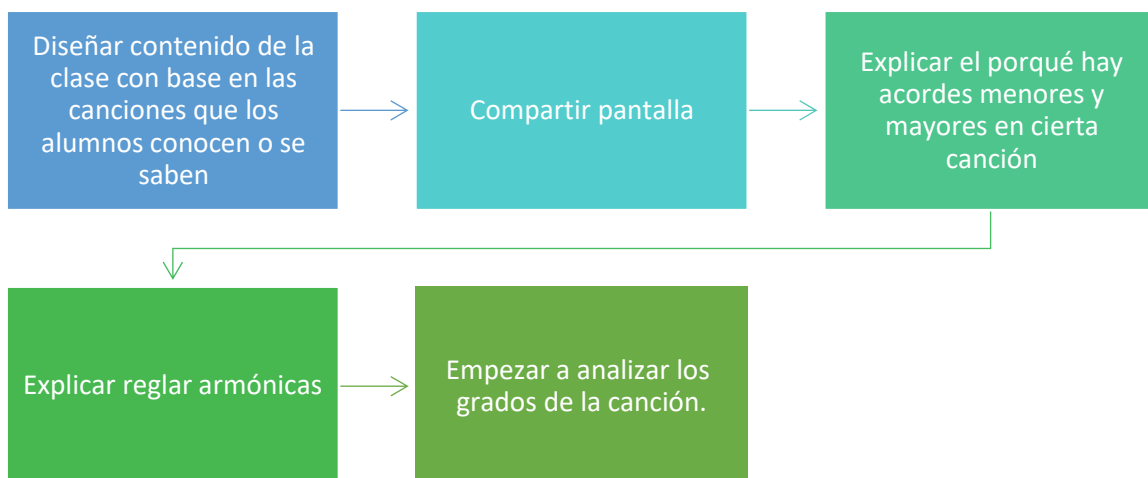 Diseñar contenido de la
clase con base en las
canciones que los
alumnos conocen o se
saben
Compartir pantalla
Explicar el porqué hay
acordes menores y
mayores en cierta
canción
Explicar reglar armónicas
Empezar a analizar los
grados de la canción.